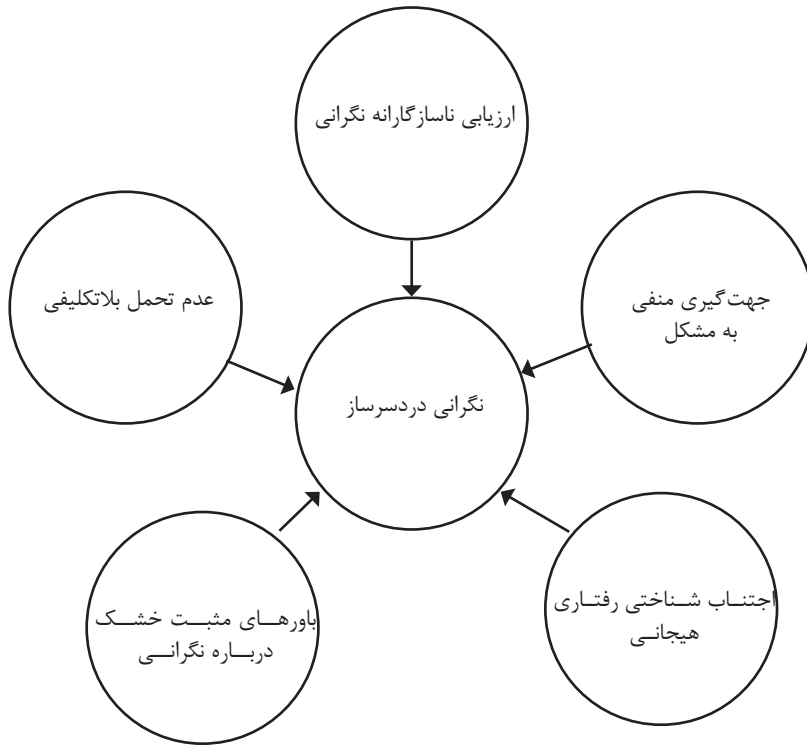 ارزیابی ناسازگارانه نگرانی
جهت‌گیری منفی
به مشکل
عدم تحمل بلاتکلیفی
نگرانی دردسرساز
اجتناب شناختی رفتاری
هیجانی
باورهای مثبت خشک
درباره نگرانی